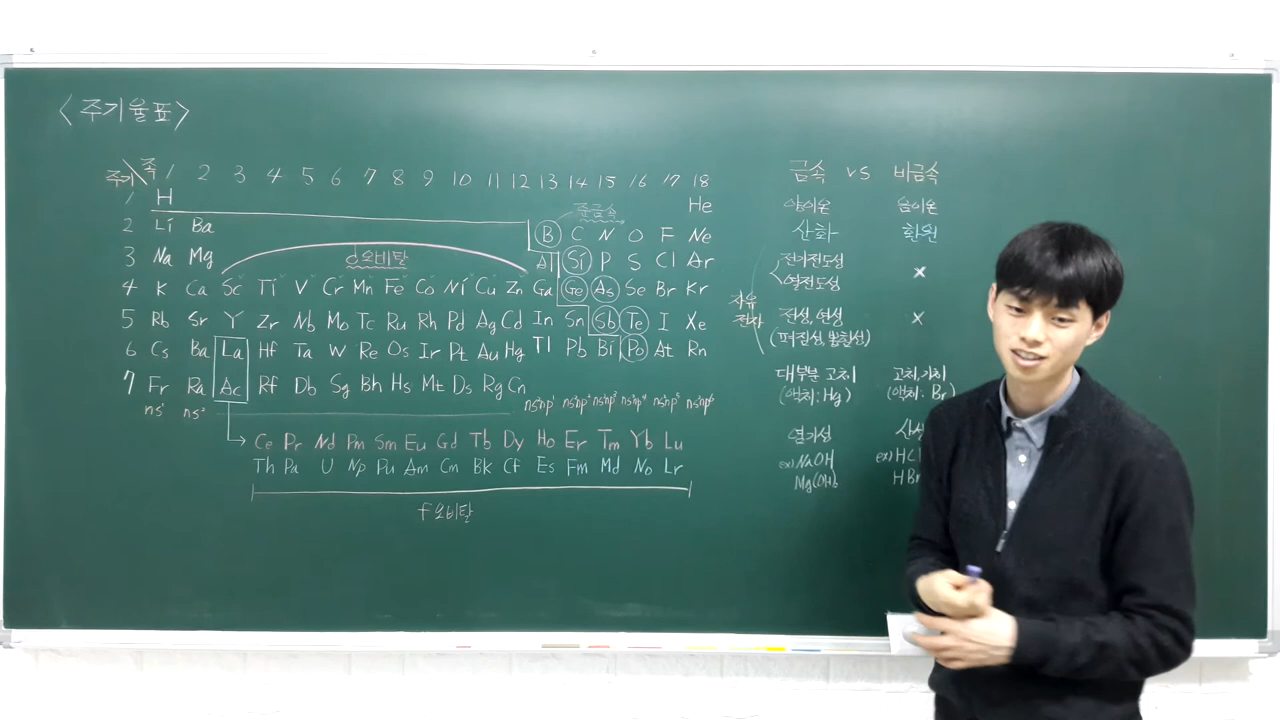 <주기율표>
족 1 2 3 4 5 6 7 8 9 10 11 12 13 14 15 16 17 18
주기
1 H He
준금속
2 Li Ba B C N O F Ne
3 Na Mg d오비탈 Al Si P S Cl Ar
4 K Ca Sc Ti V Cr Mn Fe Co Ni Cu Zn Ga Ge As Se Br Kr
5 Rb Sr Y Zr Nb Mo Tc Ru Rh Pd Ag Cd In Sn Sb Te I Xe
6 Cs Ba La Hf Ta W Re Os Ir Pt Au Hg Tl Pb Bi Po At Rn
7 Fr Ra Ac Rf Db Sg Bh Hs Mt Ds Rg Cn
ns¹ ns² ns²np¹ ns²np² ns²np³ ns²np⁴ ns²np⁵ ns²np⁶
Ce Pr Nd Pm Sm Eu Gd Tb Dy Ho Er Tm Yb Lu
Th Pa U Np Pu Am Cm Bk Cf Es Fm Md No Lr
f오비탈
금속 vs 비금속
양이온 음이온
산화 환원
전기전도성
열전도성 ×
자유
전자
전성, 연성 ×
(퍼짐성, 뽑힘성)
대부분 고체 고체, 기체
(액체: Hg) (액체: Br)
염기성
ex) NaOH ex) HCl
Mg(OH)₂ HBr